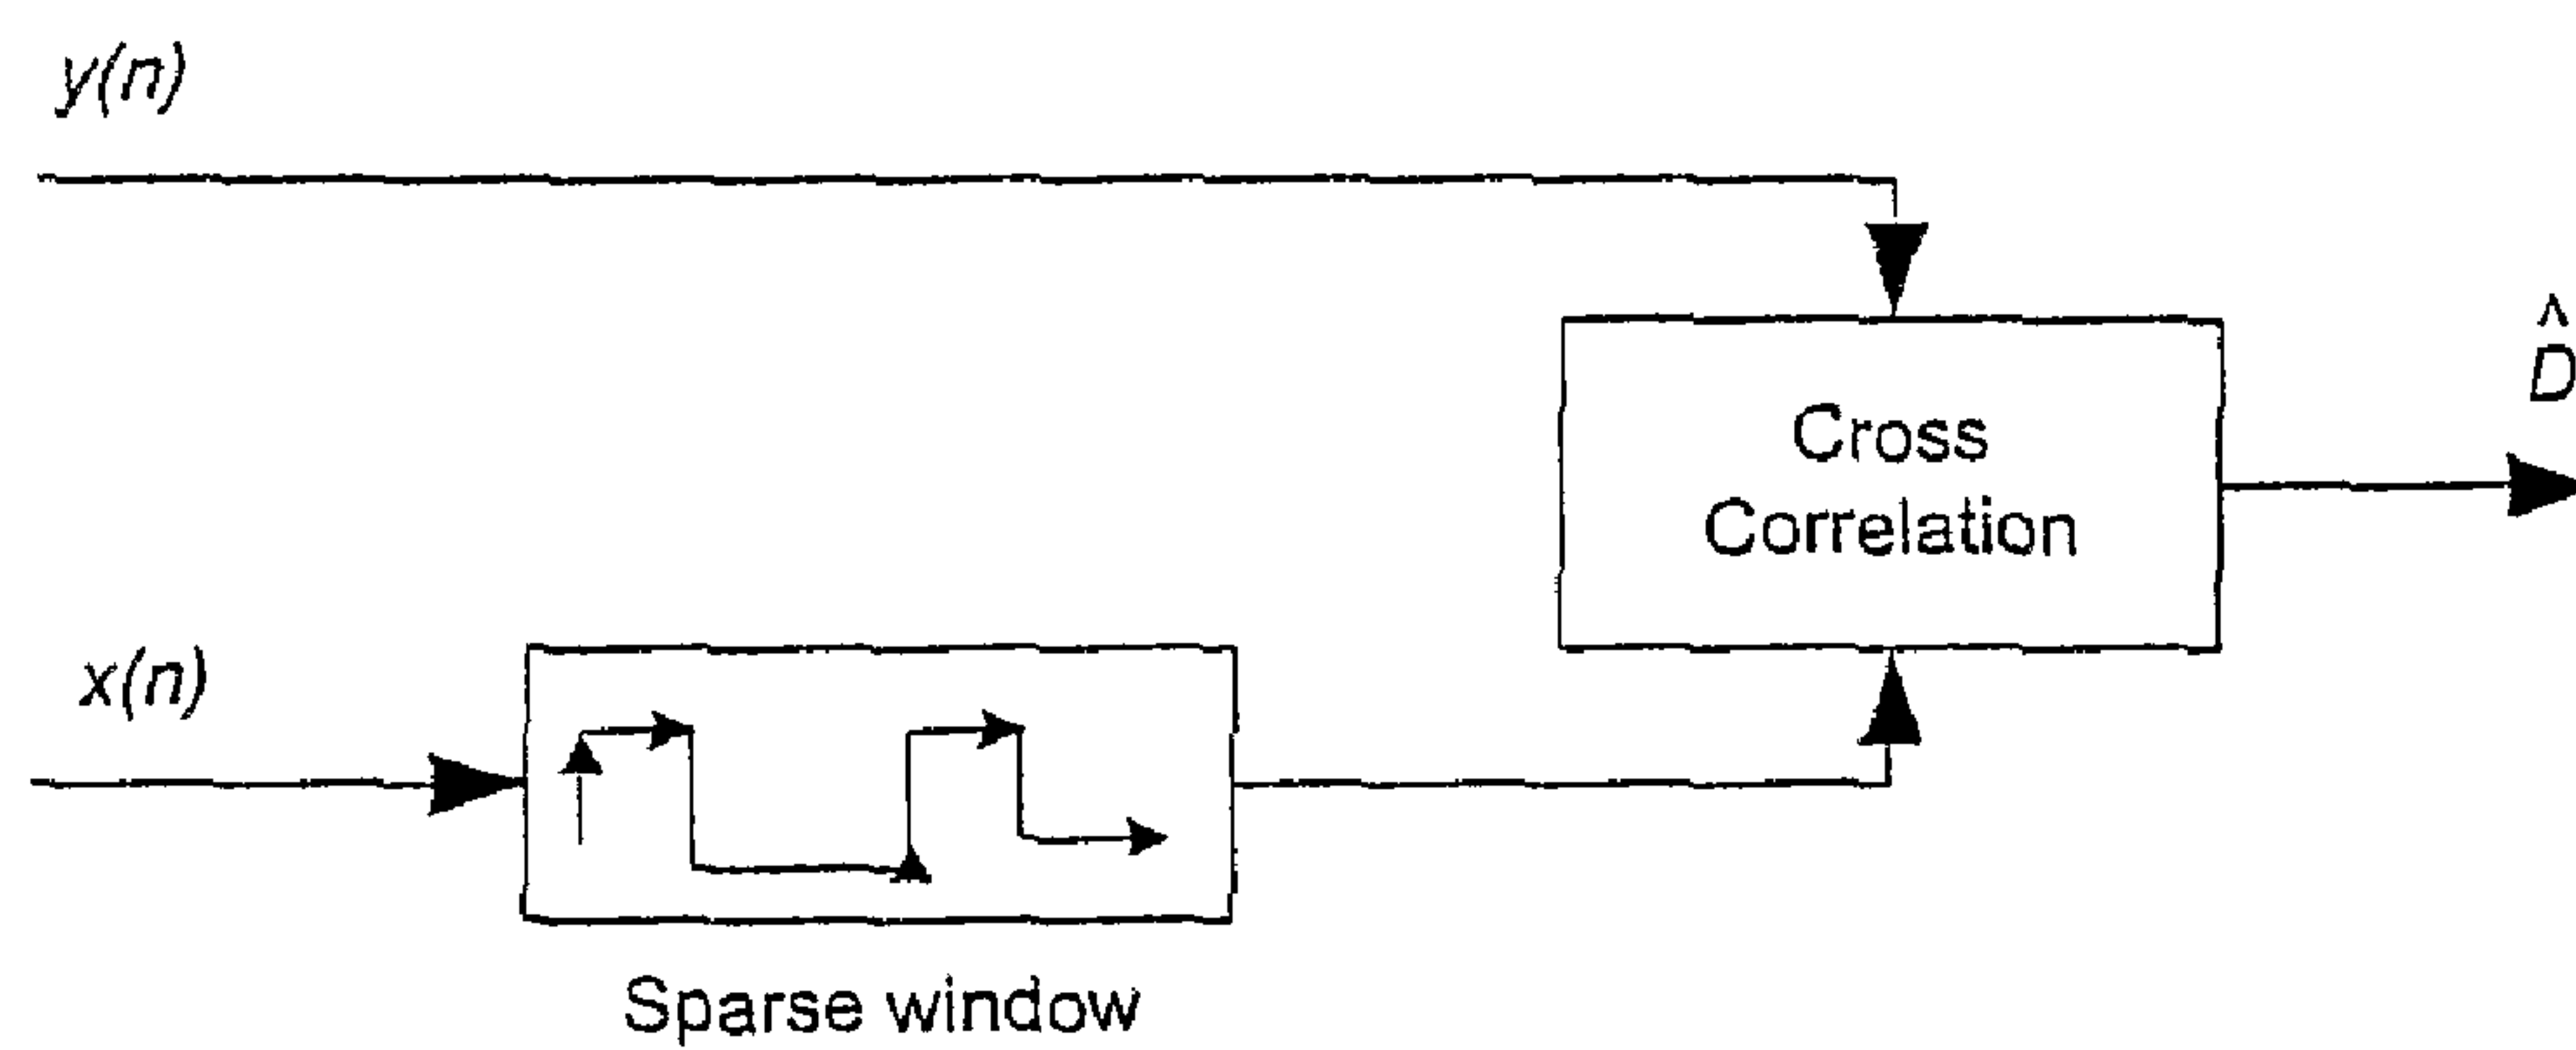 y(n)
Cross
Correlation
D̂
x(n)
Sparse window